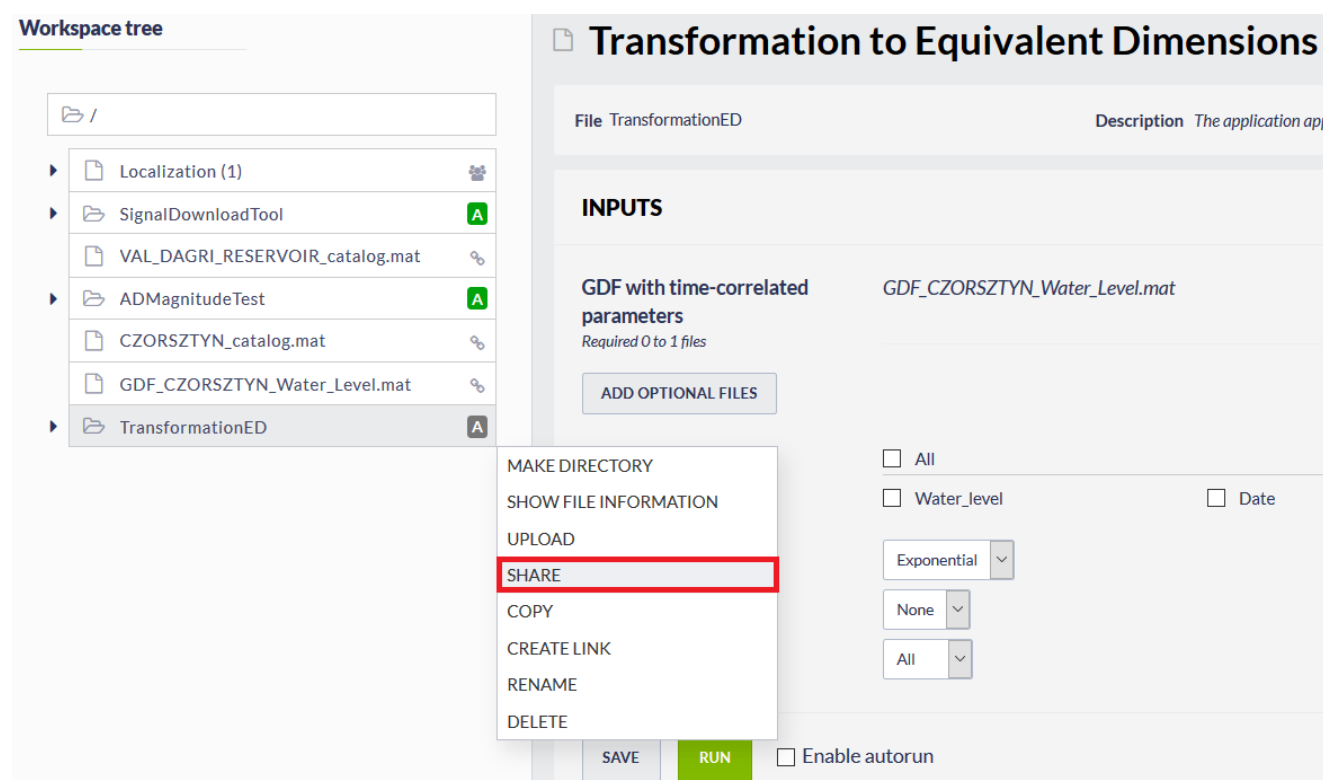 Workspace tree
/
Localization (1)
SignalDownloadTool
A
VAL_DAGRI_RESERVOIR_catalog.mat
ADMagnitudeTest
A
CZORSZTYN_catalog.mat
GDF_CZORSZTYN_Water_Level.mat
TransformationED
A
MAKE DIRECTORY
SHOW FILE INFORMATION
UPLOAD
SHARE
COPY
CREATE LINK
RENAME
DELETE
Transformation to Equivalent Dimensions
File TransformationED
Description The application app
INPUTS
GDF with time-correlated
parameters
Required 0 to 1 files
GDF_CZORSZTYN_Water_Level.mat
ADD OPTIONAL FILES
All
Water_level
Date
Exponential
None
All
SAVE
RUN
Enable autorun